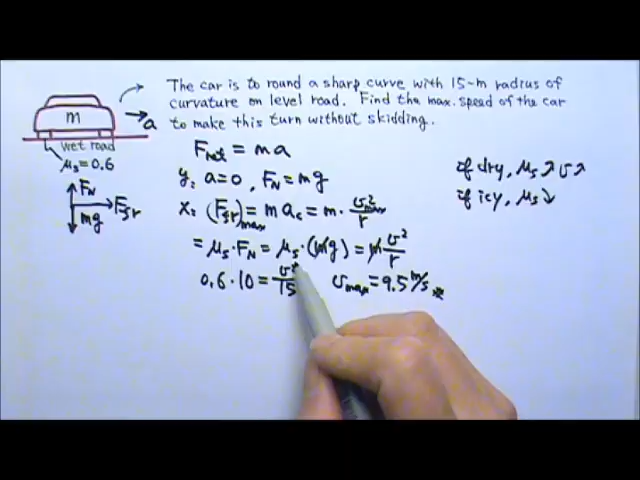 The car is to round a sharp curve with 15-m radius of
curvature on level road. Find the max. speed of the car
to make this turn without skidding.
m
a
wet road
μs = 0.6
FN
Ffr
mg
Fnet = ma
y: a=0, FN = mg
x: (Ffr)max = m ac = m · v²max/r
= μs · FN = μs · (mg) = m v²/r
0.6 · 10 = v²/15 vmax = 9.5 m/s
if dry, μs ↗ v ↗
if icy, μs ↓